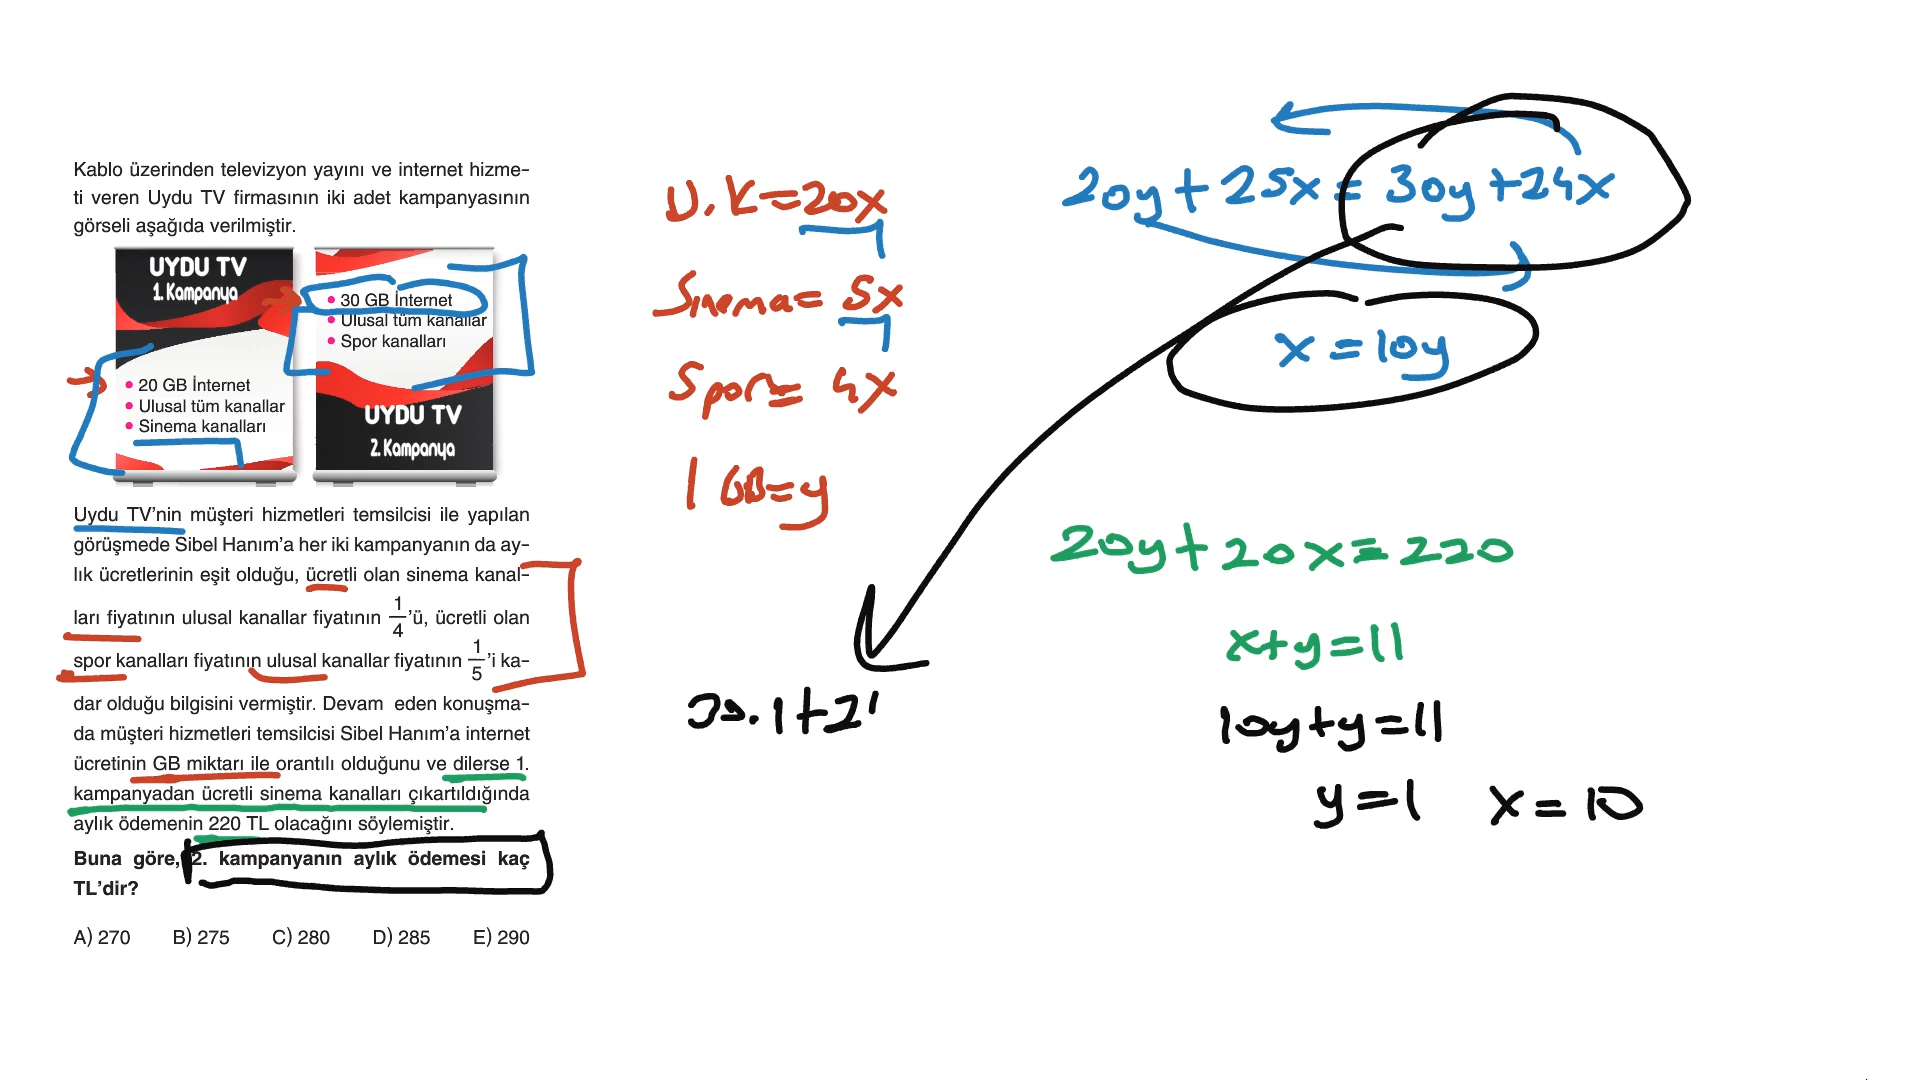 Kablo üzerinden televizyon yayını ve internet hizme-
ti veren Uydu TV firmasının iki adet kampanyasının
görseli aşağıda verilmiştir.
UYDU TV
1. Kampanya
• 20 GB İnternet
• Ulusal tüm kanallar
• Sinema kanalları
• 30 GB İnternet
• Ulusal tüm kanallar
• Spor kanalları
UYDU TV
2. Kampanya
Uydu TV'nin müşteri hizmetleri temsilcisi ile yapılan
görüşmede Sibel Hanım'a her iki kampanyanın da ay-
lık ücretlerinin eşit olduğu, ücretli olan sinema kanal-
ları fiyatının ulusal kanallar fiyatının 1/4'ü, ücretli olan
spor kanalları fiyatının ulusal kanallar fiyatının 1/5'i ka-
dar olduğu bilgisini vermiştir. Devam eden konuşma-
da müşteri hizmetleri temsilcisi Sibel Hanım'a internet
ücretinin GB miktarı ile orantılı olduğunu ve dilerse 1.
kampanyadan ücretli sinema kanalları çıkartıldığında
aylık ödemenin 220 TL olacağını söylemiştir.
Buna göre, 2. kampanyanın aylık ödemesi kaç
TL'dir?
A) 270 B) 275 C) 280 D) 285 E) 290
U.K=20x
Sinema= 5x
Spor= 4x
1 GB=y
20y+25x=30y+24x
x=10y
20y+20x=220
x+y=11
10y+y=11
y=1 x=10